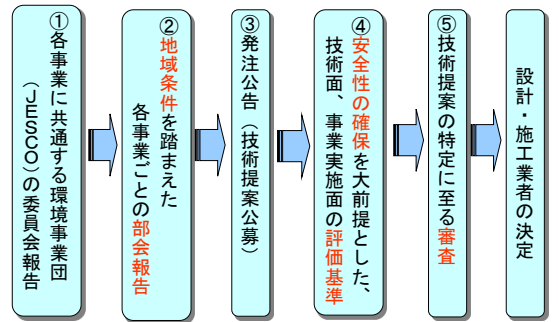 ①各事業に共通する環境事業団
（JESCO）の委員会報告
②地域条件を踏まえた
各事業ごとの部会報告
③発注公告（技術提案公募）
④安全性の確保を大前提とした、
技術面、事業実施面の評価基準
⑤技術提案の特定に至る審査
設計・施工業者の決定